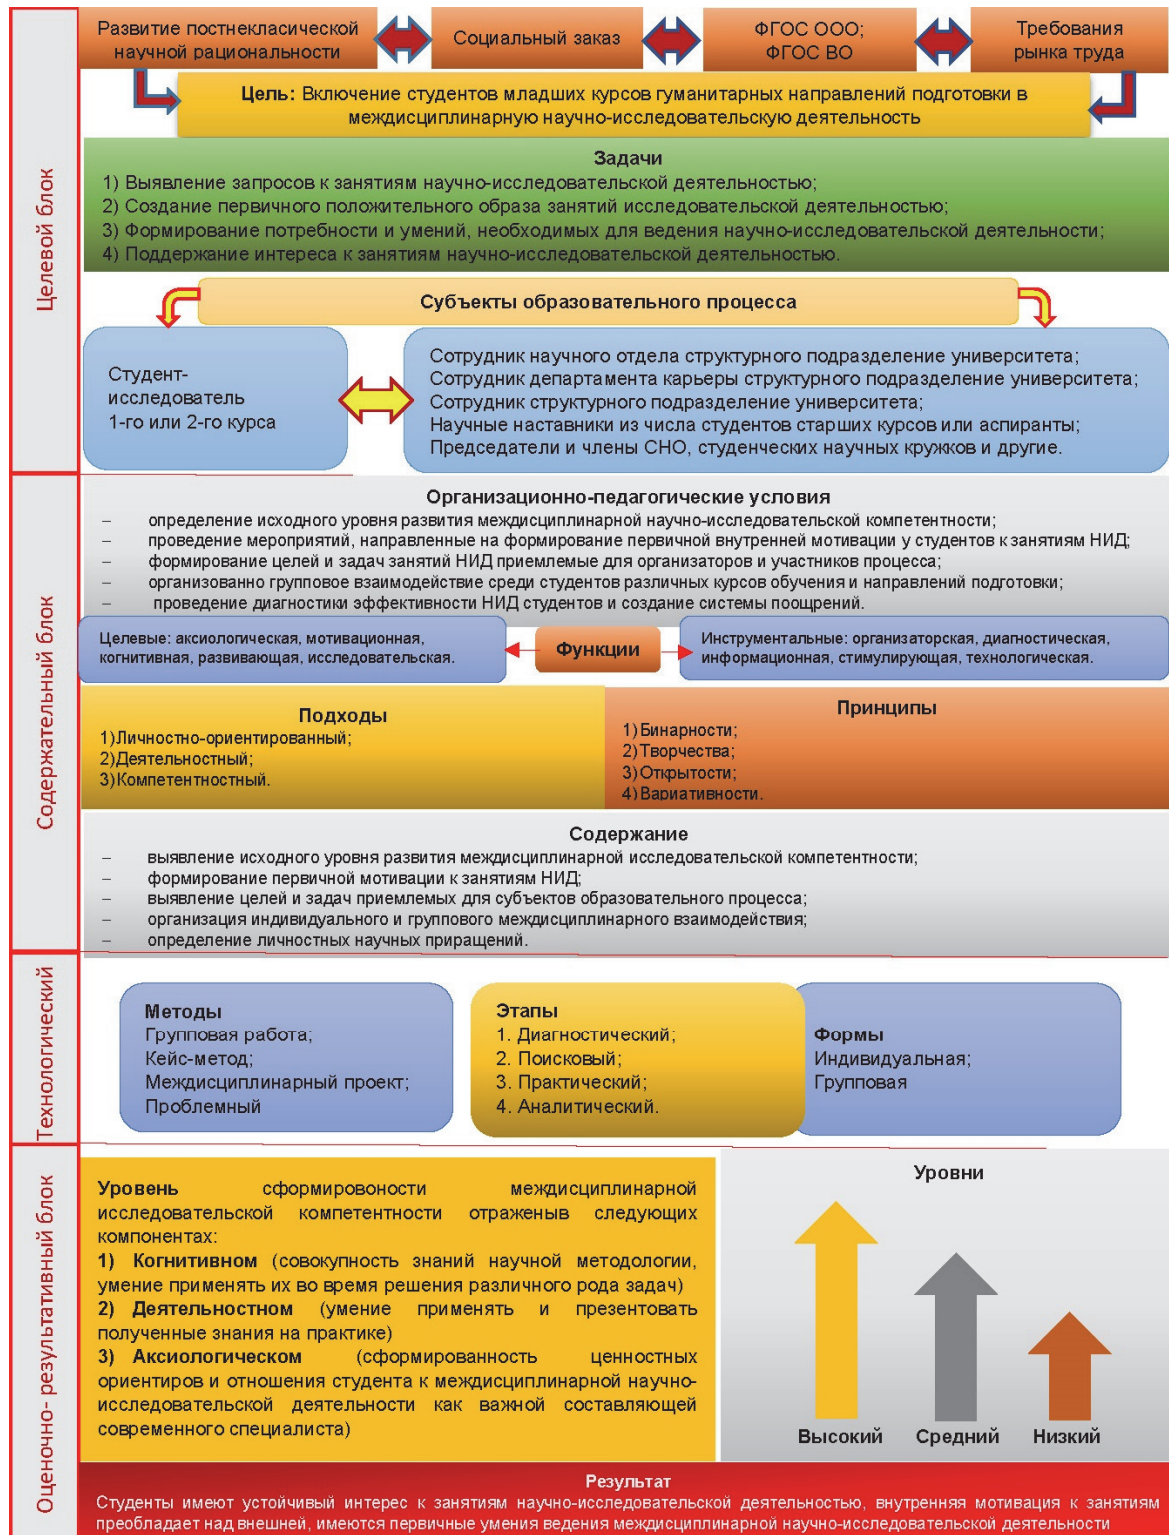 Развитие постнекласической
научной рациональности
Социальный заказ
ФГОС ООО;
ФГОС ВО
Требования
рынка труда
Цель: Включение студентов младших курсов гуманитарных направлений подготовки в
междисциплинарную научно-исследовательскую деятельность
Целевой блок
Задачи
1) Выявление запросов к занятиям научно-исследовательской деятельностью;
2) Создание первичного положительного образа занятий исследовательской деятельностью;
3) Формирование потребности и умений, необходимых для ведения научно-исследовательской деятельности;
4) Поддержание интереса к занятиям научно-исследовательской деятельностью.
Субъекты образовательного процесса
Студент-
исследователь
1-го или 2-го курса
Сотрудник научного отдела структурного подразделение университета;
Сотрудник департамента карьеры структурного подразделение университета;
Сотрудник структурного подразделение университета;
Научные наставники из числа студентов старших курсов или аспиранты;
Председатели и члены СНО, студенческих научных кружков и другие.
Содержательный блок
Организационно-педагогические условия
– определение исходного уровня развития междисциплинарной научно-исследовательской компетентности;
– проведение мероприятий, направленные на формирование первичной внутренней мотивации у студентов к занятиям НИД;
– формирование целей и задач занятий НИД приемлемые для организаторов и участников процесса;
– организованно групповое взаимодействие среди студентов различных курсов обучения и направлений подготовки;
– проведение диагностики эффективности НИД студентов и создание системы поощрений.
Целевые: аксиологическая, мотивационная,
когнитивная, развивающая, исследовательская.
Функции
Инструментальные: организаторская, диагностическая,
информационная, стимулирующая, технологическая.
Подходы
1)Личностно-ориентированный;
2)Деятельностный;
3)Компетентностный.
Принципы
1)Бинарности;
2)Творчества;
3)Открытости;
4)Вариативности.
Содержание
– выявление исходного уровня развития междисциплинарной исследовательской компетентности;
– формирование первичной мотивации к занятиям НИД;
– выявление целей и задач приемлемых для субъектов образовательного процесса;
– организация индивидуального и группового междисциплинарного взаимодействия;
– определение личностных научных приращений.
Технологический
Методы
Групповая работа;
Кейс-метод;
Междисциплинарный проект;
Проблемный
Этапы
1. Диагностический;
2. Поисковый;
3. Практический;
4. Аналитический.
Формы
Индивидуальная;
Групповая
Оценочно- результативный блок
Уровень сформировоности междисциплинарной
исследовательской компетентности отраженыв следующих
компонентах:
1) Когнитивном (совокупность знаний научной методологии,
умение применять их во время решения различного рода задач)
2) Деятельностном (умение применять и презентовать
полученные знания на практике)
3) Аксиологическом (сформированность ценностных
ориентиров и отношения студента к междисциплинарной научно-
исследовательской деятельности как важной составляющей
современного специалиста)
Уровни
Высокий
Средний
Низкий
Результат
Студенты имеют устойчивый интерес к занятиям научно-исследовательской деятельностью, внутренняя мотивация к занятиям
преобладает над внешней, имеются первичные умения ведения междисциплинарной научно-исследовательской деятельности